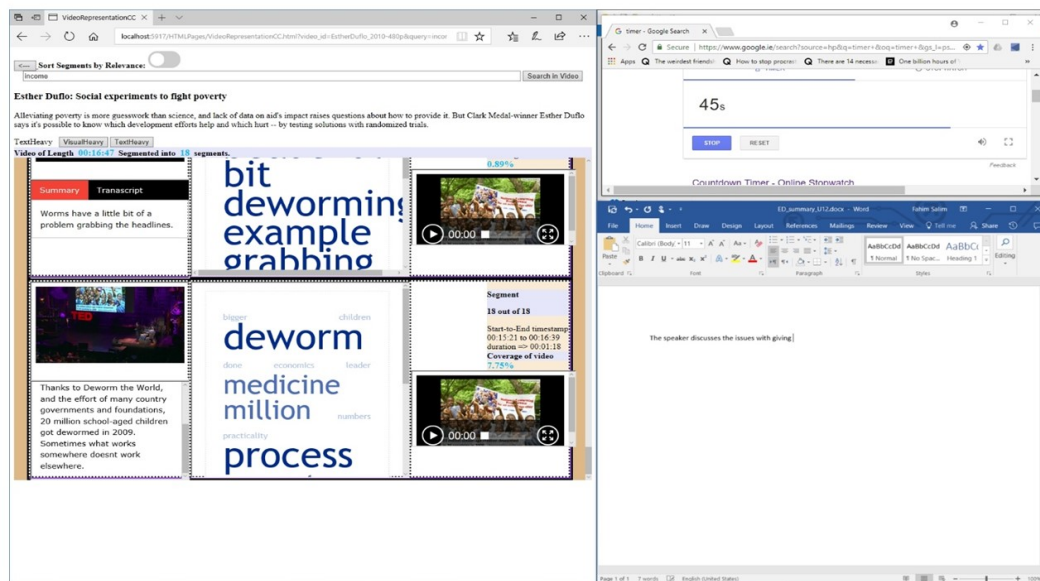 VideoRepresentationCC
localhost:5917/HTMLPages/VideoRepresentationCC.html?video_id=EstherDuflo_2010-480p&query=incor
Sort Segments by Relevance:
income
Search in Video
Esther Duflo: Social experiments to fight poverty
Alleviating poverty is more guesswork than science, and lack of data on aid's impact raises questions about how to provide it. But Clark Medal-winner Esther Duflo
says it's possible to know which development efforts help and which hurt -- by testing solutions with randomized trials.
TextHeavy VisualHeavy TextHeavy
Video of Length 00:16:47 Segmented into 18 segments.
Summary Transcript
Worms have a little bit of a
problem grabbing the headlines.
bit
deworming
example
grabbing
0.89%
00:00
TED
Thanks to Deworm the World,
and the effort of many country
governments and foundations,
20 million school-aged children
got dewormed in 2009.
Sometimes what works
somewhere doesnt work
elsewhere.
bigger children
deworm
done economics leader
medicine
million
numbers
practicality
process
Segment
18 out of 18
Start-to-End timestamp
00:15:21 to 00:16:39
duration => 00:01:18
Coverage of video
7.75%
00:00
timer - Google Search
Secure https://www.google.ie/search?source=hp&q=timer+&oq=timer+&gs_l=ps...
Apps The weirdest friends How to stop procrast There are 14 necess One billion hours of
45s
STOP RESET
Feedback
Countdown Timer - Online Stopwatch
ED_summary_U12.docx - Word Fahim Salim
File Home Insert Draw Design Layout References Mailings Review View Tell me Share
Paste
Calibri (Body) 11
AaBbCcDd AaBbCcDd AaBbCc
1 Normal 1 No Spac... Heading 1
Editing
Clipboard Font Paragraph Styles
The speaker discusses the issues with giving
Page 1 of 1 7 words English (United States)